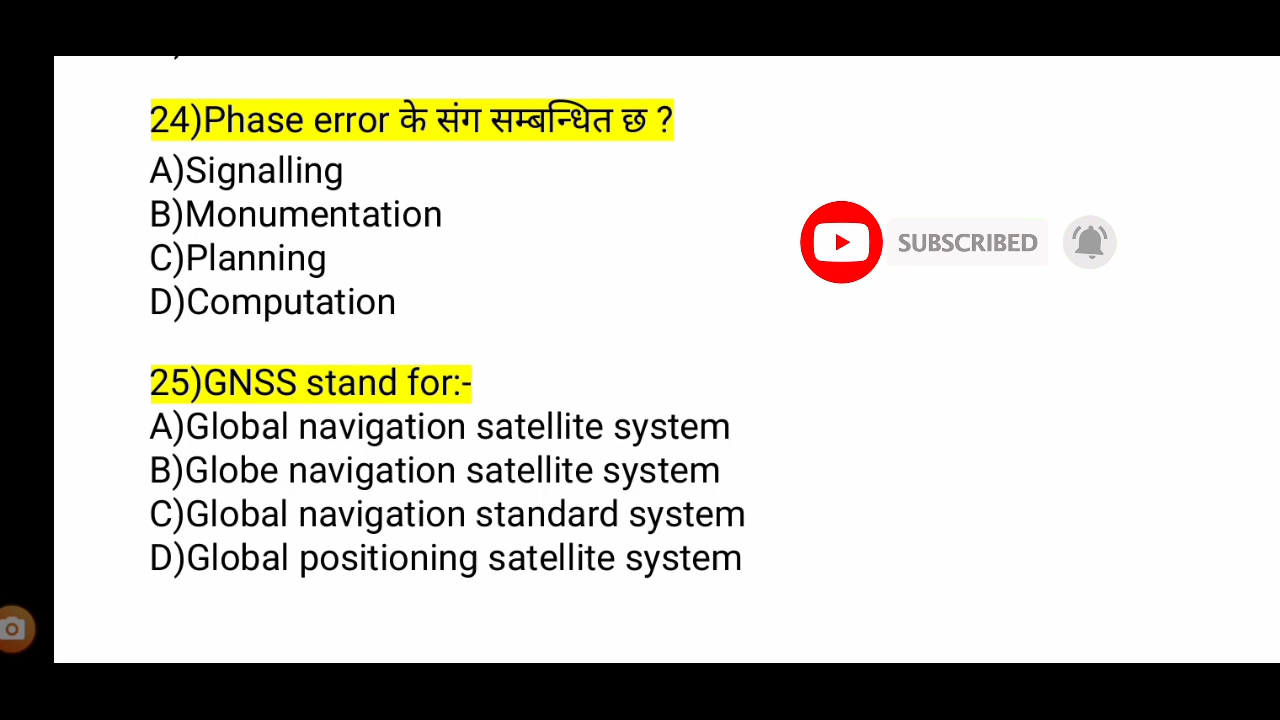 24)Phase error के संग सम्बन्धित छ ?
A)Signalling
B)Monumentation
C)Planning
D)Computation
SUBSCRIBED
25)GNSS stand for:-
A)Global navigation satellite system
B)Globe navigation satellite system
C)Global navigation standard system
D)Global positioning satellite system